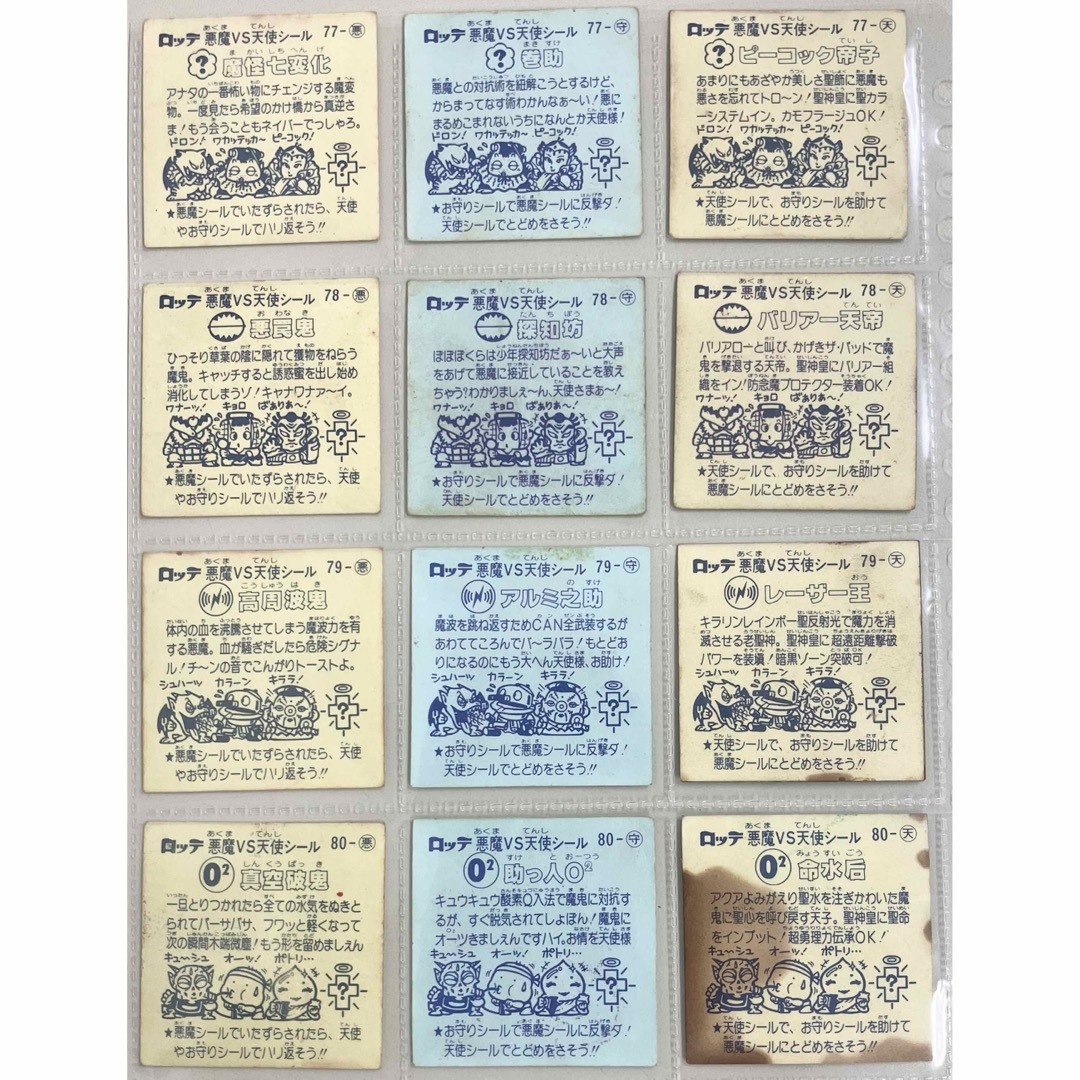 ロッテ 悪魔VS天使シール 77-悪
魔怪七変化
アナタの一番怖い物にチェンジする魔変
物。一度見たら希望のかけ橋から真逆さ
ま!もう会うこともネイバーでっしゃろ。
ドロン! ワカッテッカ〜 ピーコック!
★悪魔シールでいたずらされたら、天使
やお守りシールでハリ返そう!!
ロッテ 悪魔VS天使シール 77-守
巻助
悪魔との対抗術を紐解こうとするけど、
からまってなす術わかんなぁ〜い!悪に
まるめこまれないうちになんとか天使様!
ドロン! ワカッテッカ〜 ピーコック!
★お守りシールで悪魔シールに反撃ダ!
天使シールでとどめをさそう!!
ロッテ 悪魔VS天使シール 77-天
ピーコック帝子
あまりにもあざやか美しさ聖飾に悪魔も
悪さを忘れてトローン!聖神皇に聖カラ
ーシステムイン。カモフラージュOK!
ドロン! ワカッテッカ〜 ピーコック!
★天使シールで、お守りシールを助けて
悪魔シールにとどめをさそう!!
ロッテ 悪魔VS天使シール 78-悪
悪罠鬼
ひっそり草葉の陰に隠れて獲物をねらう
魔鬼。キャッチすると誘惑蜜を出し始め
消化してしまうゾ!キャナワナァ〜イ。
ワナーッ! キョロ ばありあ〜!
★悪魔シールでいたずらされたら、天使
やお守りシールでハリ返そう!!
ロッテ 悪魔VS天使シール 78-守
探知坊
ぼぼぼくらは少年探知坊だぁ〜いと大声
をあげて悪魔に接近していることを教え
ちゃう?わかりましぇ〜ん、天使さまぁ〜!
ワナーッ! キョロ ばありあ〜!
★お守りシールで悪魔シールに反撃ダ!
天使シールでとどめをさそう!!
ロッテ 悪魔VS天使シール 78-天
バリアー天帝
バリアローと叫び、かげきザ・バッドで魔
鬼を撃退する天帝。聖神皇にバリアー組
織をイン!防念魔プロテクター装着OK!
ワナーッ! キョロ ばありあ〜!
★天使シールで、お守りシールを助けて
悪魔シールにとどめをさそう!!
ロッテ 悪魔VS天使シール 79-悪
高周波鬼
体内の血を沸騰させてしまう魔波力を有
する悪魔。血が騒ぎだしたら危険シグナ
ル!チ〜ンの音でこんがりトーストよ。
シュハーッ カラーン キララ!
★悪魔シールでいたずらされたら、天使
やお守りシールでハリ返そう!!
ロッテ 悪魔VS天使シール 79-守
アルミ之助
魔波を跳ね返すためCAN全武装するが
あわててころんでバ〜ラバラ!もとどお
りになるのにもう大へん天使様、お助け!
シュハーッ カラーン キララ!
★お守りシールで悪魔シールに反撃ダ!
天使シールでとどめをさそう!!
ロッテ 悪魔VS天使シール 79-天
レーザー王
キラリンレインボー聖反射光で魔力を消
滅させる老聖神。聖神皇に超遠距離撃破
パワーを装塡!暗黒ゾーン突破可!
シュハーッ カラーン キララ!
★天使シールで、お守りシールを助けて
悪魔シールにとどめをさそう!!
ロッテ 悪魔VS天使シール 80-悪
O2 真空破鬼
一旦とりつかれたら全ての水気をぬきと
られてバーサバサ、フワッと軽くなって
次の瞬間木端微塵!もう形を留めましぇん
キューシュ オーッ! ポトリ…
★悪魔シールでいたずらされたら、天使
やお守りシールでハリ返そう!!
ロッテ 悪魔VS天使シール 80-守
O2 助っ人O2
キュウキュウ酸素O入法で魔鬼に対抗す
るが、すぐ脱気されてしょぼん!魔鬼に
オーツきましぇんですハイ。お情を天使様
キューシュ オーッ! ポトリ…
★お守りシールで悪魔シールに反撃ダ!
天使シールでとどめをさそう!!
ロッテ 悪魔VS天使シール 80-天
O2 命水后
アクアよみがえり聖水を注ぎかわいた魔
鬼に聖心を呼び戻す天子。聖神皇に聖命
をインプット!超勇理力伝承OK!
キューシュ オーッ! ポトリ…
★天使シールで、お守りシールを助けて
悪魔シールにとどめをさそう!!